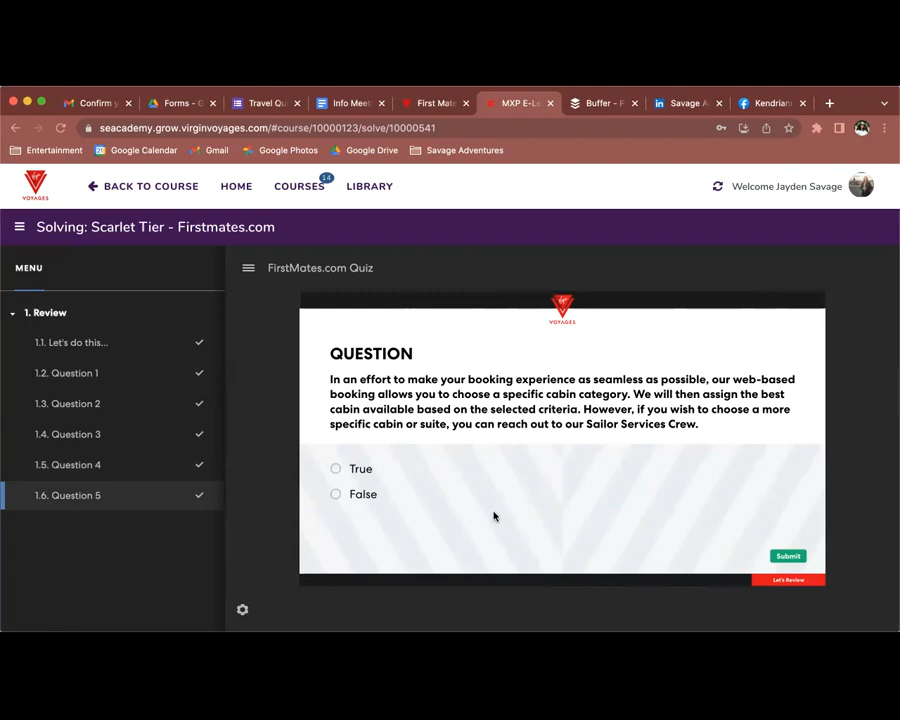 Confirm y
Forms - G
Travel Qu
Info Meet
First Mate
MXP E-Le
Buffer - P
Savage A
Kendrian
seacademy.grow.virginvoyages.com/#course/10000123/solve/10000541
Entertainment
Google Calendar
Gmail
Google Photos
Google Drive
Savage Adventures
VOYAGES
BACK TO COURSE
HOME
COURSES
14
LIBRARY
Welcome Jayden Savage
Solving: Scarlet Tier - Firstmates.com
MENU
FirstMates.com Quiz
1. Review
1.1. Let's do this...
1.2. Question 1
1.3. Question 2
1.4. Question 3
1.5. Question 4
1.6. Question 5
VOYAGES
QUESTION
In an effort to make your booking experience as seamless as possible, our web-based
booking allows you to choose a specific cabin category. We will then assign the best
cabin available based on the selected criteria. However, if you wish to choose a more
specific cabin or suite, you can reach out to our Sailor Services Crew.
True
False
Submit
Let's Review